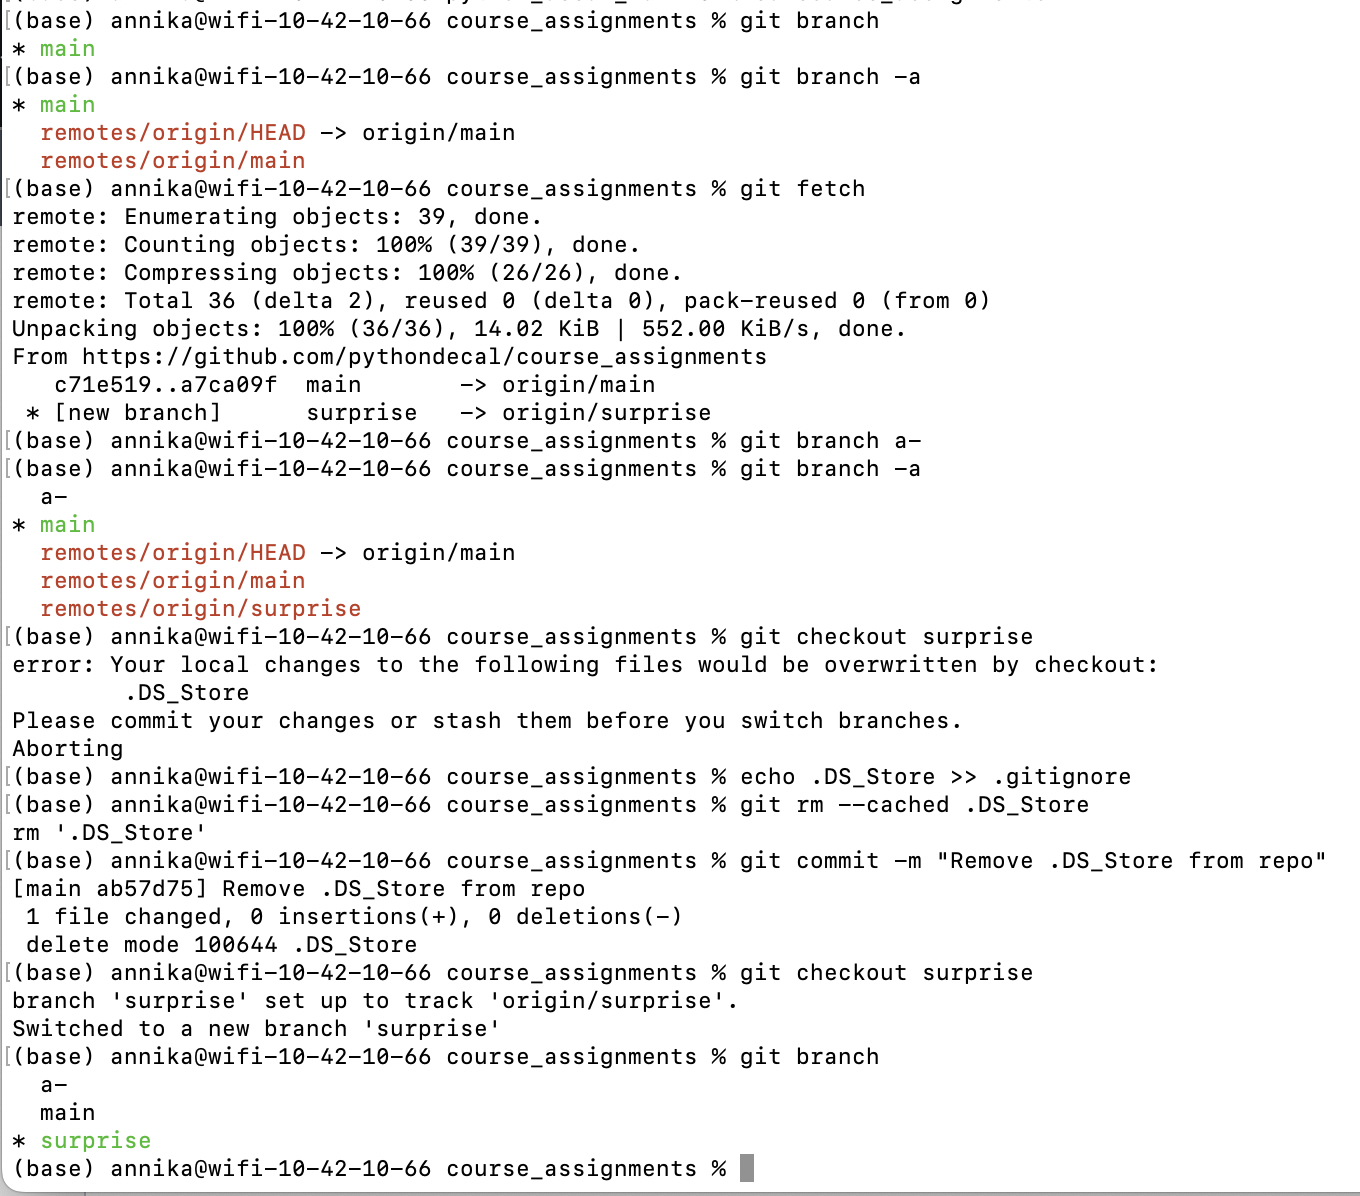 [(base) annika@wifi-10-42-10-66 course_assignments % git branch
* main
[(base) annika@wifi-10-42-10-66 course_assignments % git branch -a
* main
  remotes/origin/HEAD -> origin/main
  remotes/origin/main
[(base) annika@wifi-10-42-10-66 course_assignments % git fetch
remote: Enumerating objects: 39, done.
remote: Counting objects: 100% (39/39), done.
remote: Compressing objects: 100% (26/26), done.
remote: Total 36 (delta 2), reused 0 (delta 0), pack-reused 0 (from 0)
Unpacking objects: 100% (36/36), 14.02 KiB | 552.00 KiB/s, done.
From https://github.com/pythondecal/course_assignments
   c71e519..a7ca09f  main       -> origin/main
 * [new branch]      surprise   -> origin/surprise
[(base) annika@wifi-10-42-10-66 course_assignments % git branch a-
[(base) annika@wifi-10-42-10-66 course_assignments % git branch -a
  a-
* main
  remotes/origin/HEAD -> origin/main
  remotes/origin/main
  remotes/origin/surprise
[(base) annika@wifi-10-42-10-66 course_assignments % git checkout surprise
error: Your local changes to the following files would be overwritten by checkout:
        .DS_Store
Please commit your changes or stash them before you switch branches.
Aborting
[(base) annika@wifi-10-42-10-66 course_assignments % echo .DS_Store >> .gitignore
[(base) annika@wifi-10-42-10-66 course_assignments % git rm --cached .DS_Store
rm '.DS_Store'
[(base) annika@wifi-10-42-10-66 course_assignments % git commit -m "Remove .DS_Store from repo"
[main ab57d75] Remove .DS_Store from repo
 1 file changed, 0 insertions(+), 0 deletions(-)
 delete mode 100644 .DS_Store
[(base) annika@wifi-10-42-10-66 course_assignments % git checkout surprise
branch 'surprise' set up to track 'origin/surprise'.
Switched to a new branch 'surprise'
[(base) annika@wifi-10-42-10-66 course_assignments % git branch
  a-
  main
* surprise
(base) annika@wifi-10-42-10-66 course_assignments %